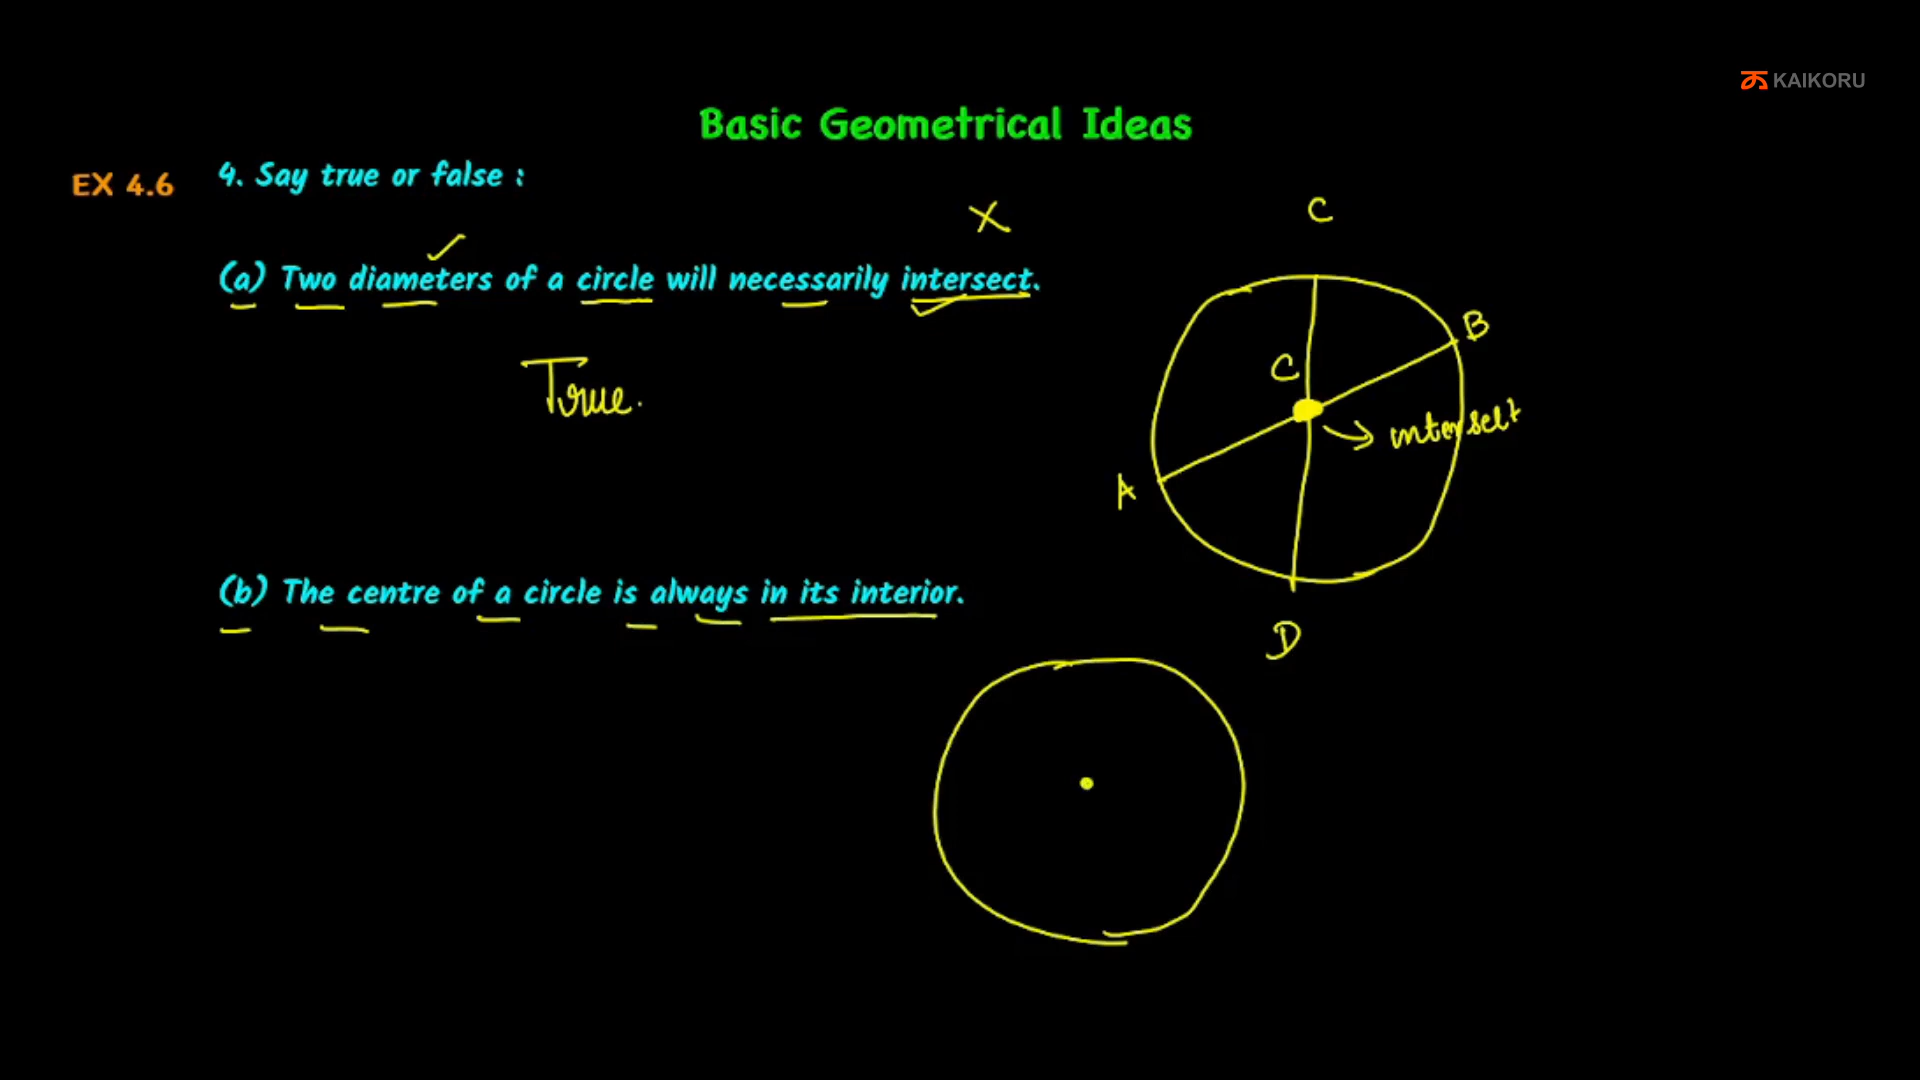 KAIKORU
Basic Geometrical Ideas
EX 4.6
4. Say true or false :
C
(a) Two diameters of a circle will necessarily intersect.
B
C
True.
intersect
A
(b) The centre of a circle is always in its interior.
D